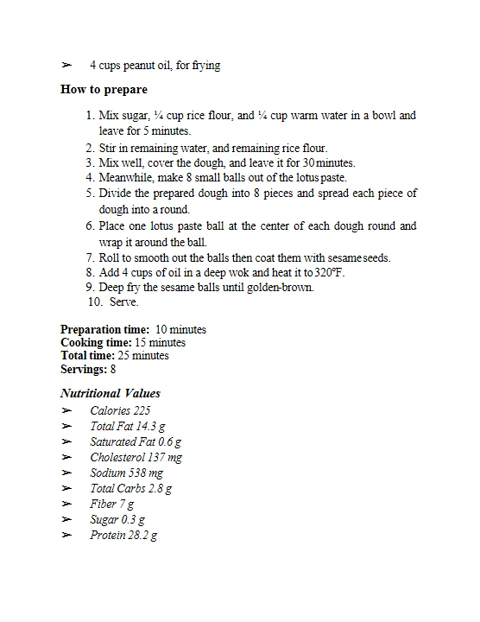 ➢ 4 cups peanut oil, for frying
How to prepare
1. Mix sugar, ¼ cup rice flour, and ¼ cup warm water in a bowl and
leave for 5 minutes.
2. Stir in remaining water, and remaining rice flour.
3. Mix well, cover the dough, and leave it for 30 minutes.
4. Meanwhile, make 8 small balls out of the lotus paste.
5. Divide the prepared dough into 8 pieces and spread each piece of
dough into a round.
6. Place one lotus paste ball at the center of each dough round and
wrap it around the ball.
7. Roll to smooth out the balls then coat them with sesame seeds.
8. Add 4 cups of oil in a deep wok and heat it to 320°F.
9. Deep fry the sesame balls until golden-brown.
10. Serve.
Preparation time: 10 minutes
Cooking time: 15 minutes
Total time: 25 minutes
Servings: 8
Nutritional Values
➢ Calories 225
➢ Total Fat 14.3 g
➢ Saturated Fat 0.6 g
➢ Cholesterol 137 mg
➢ Sodium 538 mg
➢ Total Carbs 2.8 g
➢ Fiber 7 g
➢ Sugar 0.3 g
➢ Protein 28.2 g